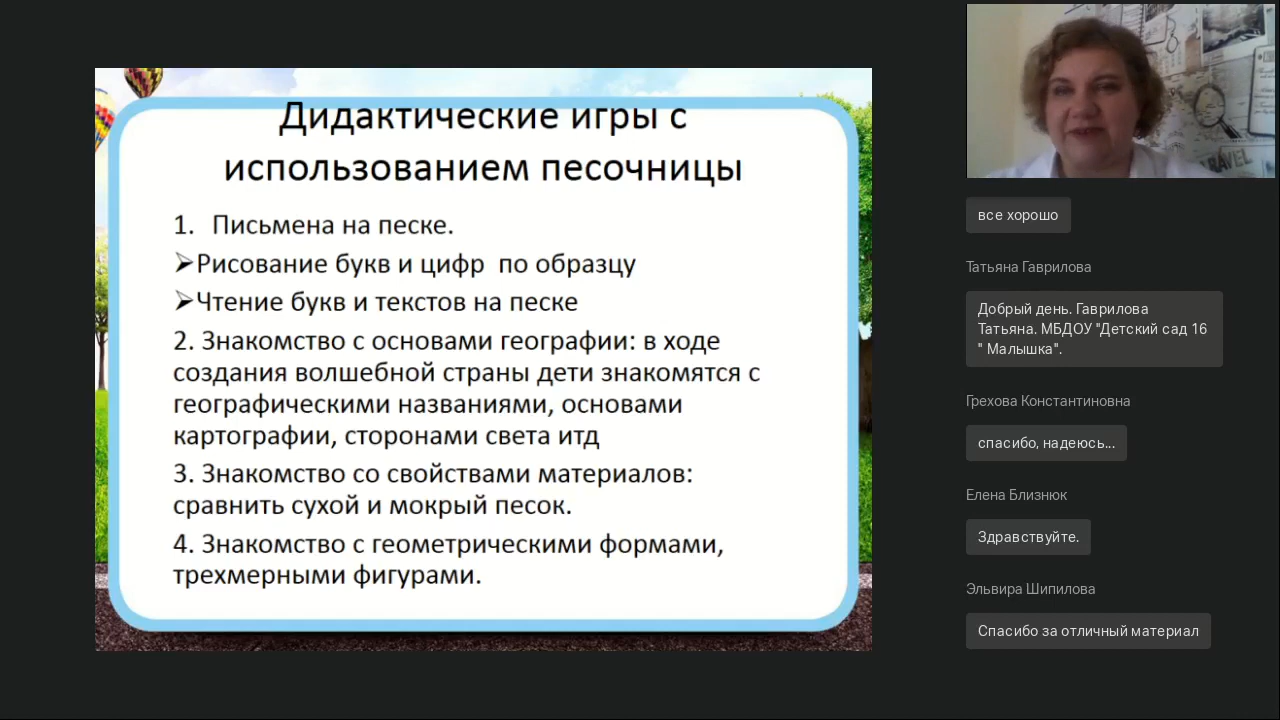 Дидактические игры с
использованием песочницы
1. Письмена на песке.
➢Рисование букв и цифр по образцу
➢Чтение букв и текстов на песке
2. Знакомство с основами географии: в ходе
создания волшебной страны дети знакомятся с
географическими названиями, основами
картографии, сторонами света итд
3. Знакомство со свойствами материалов:
сравнить сухой и мокрый песок.
4. Знакомство с геометрическими формами,
трехмерными фигурами.
все хорошо
Татьяна Гаврилова
Добрый день. Гаврилова
Татьяна. МБДОУ "Детский сад 16
" Малышка".
Грехова Константиновна
спасибо, надеюсь...
Елена Близнюк
Здравствуйте.
Эльвира Шипилова
Спасибо за отличный материал